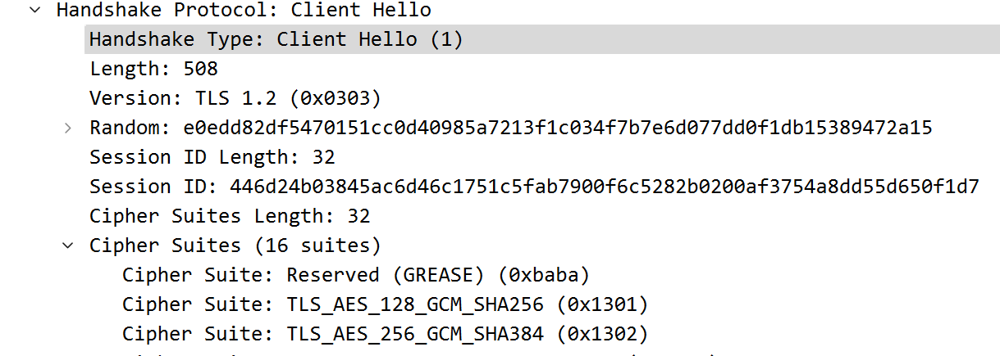 Handshake Protocol: Client Hello
Handshake Type: Client Hello (1)
Length: 508
Version: TLS 1.2 (0x0303)
Random: e0edd82df5470151cc0d40985a7213f1c034f7b7e6d077dd0f1db15389472a15
Session ID Length: 32
Session ID: 446d24b03845ac6d46c1751c5fab7900f6c5282b0200af3754a8dd55d650f1d7
Cipher Suites Length: 32
Cipher Suites (16 suites)
Cipher Suite: Reserved (GREASE) (0xbaba)
Cipher Suite: TLS_AES_128_GCM_SHA256 (0x1301)
Cipher Suite: TLS_AES_256_GCM_SHA384 (0x1302)